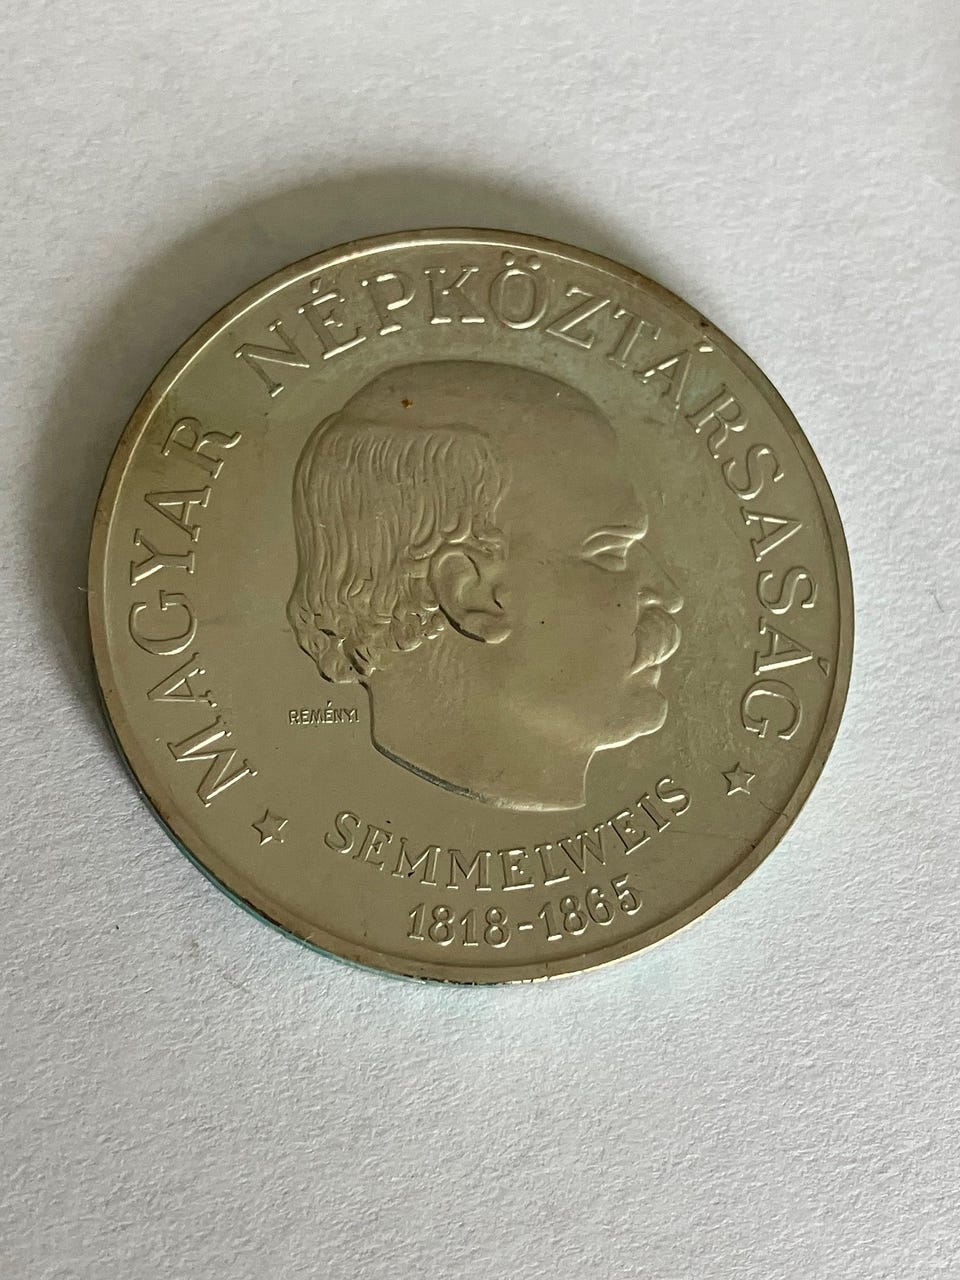 MAGYAR NÉPKÖZTÁRSASÁG
REMÉNYI
SEMMELWEIS
1818-1865